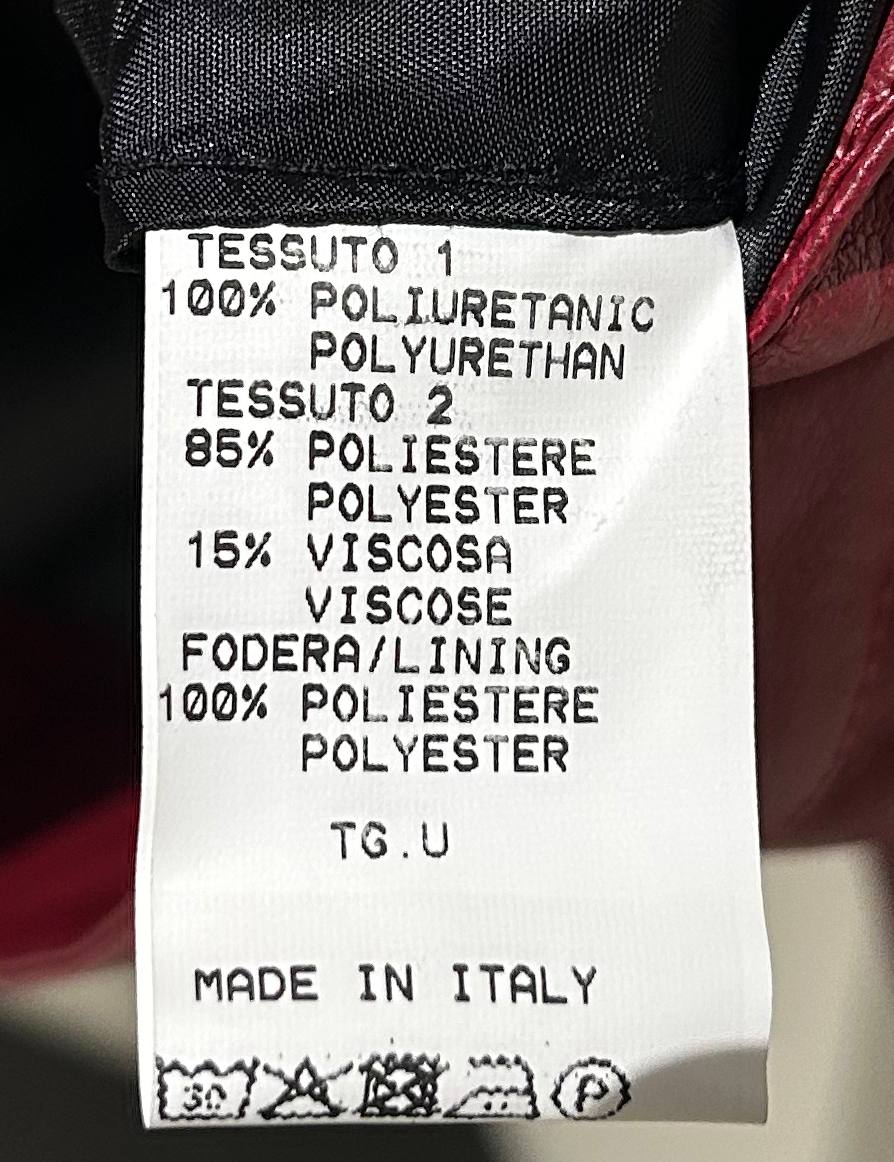 TESSUTO 1
100% POLIURETANIC
POLYURETHAN
TESSUTO 2
85% POLIESTERE
POLYESTER
15% VISCOSA
VISCOSE
FODERA/LINING
100% POLIESTERE
POLYESTER
TG.U
MADE IN ITALY
30 P